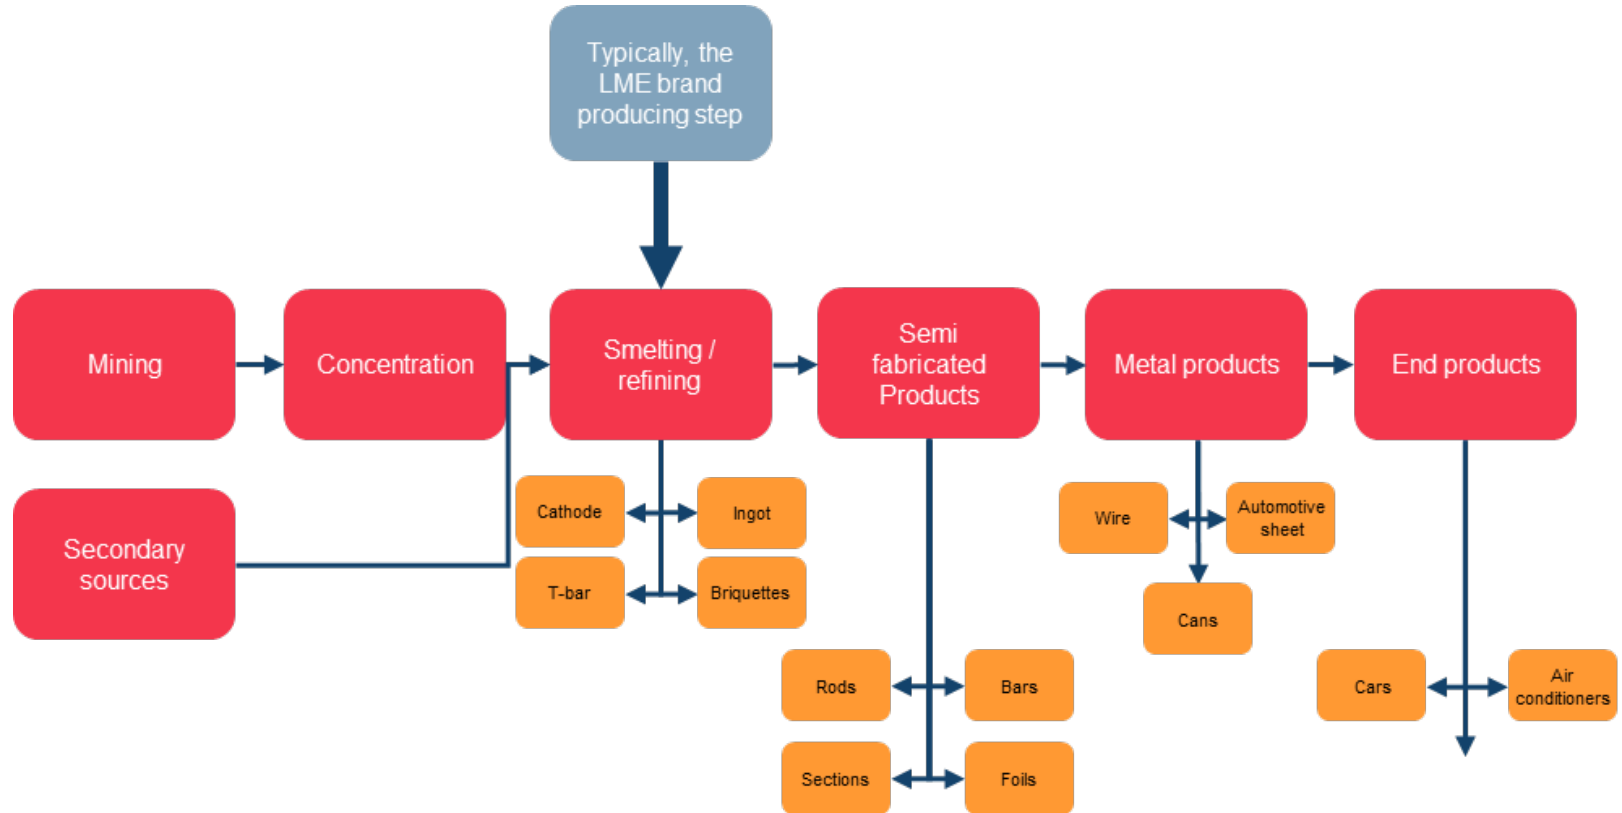 Typically, the
LME brand
producing step
Mining
Concentration
Smelting /
refining
Semi
fabricated
Products
Metal products
End products
Secondary
sources
Cathode
Ingot
T-bar
Briquettes
Wire
Automotive
sheet
Cans
Rods
Bars
Sections
Foils
Cars
Air
conditioners